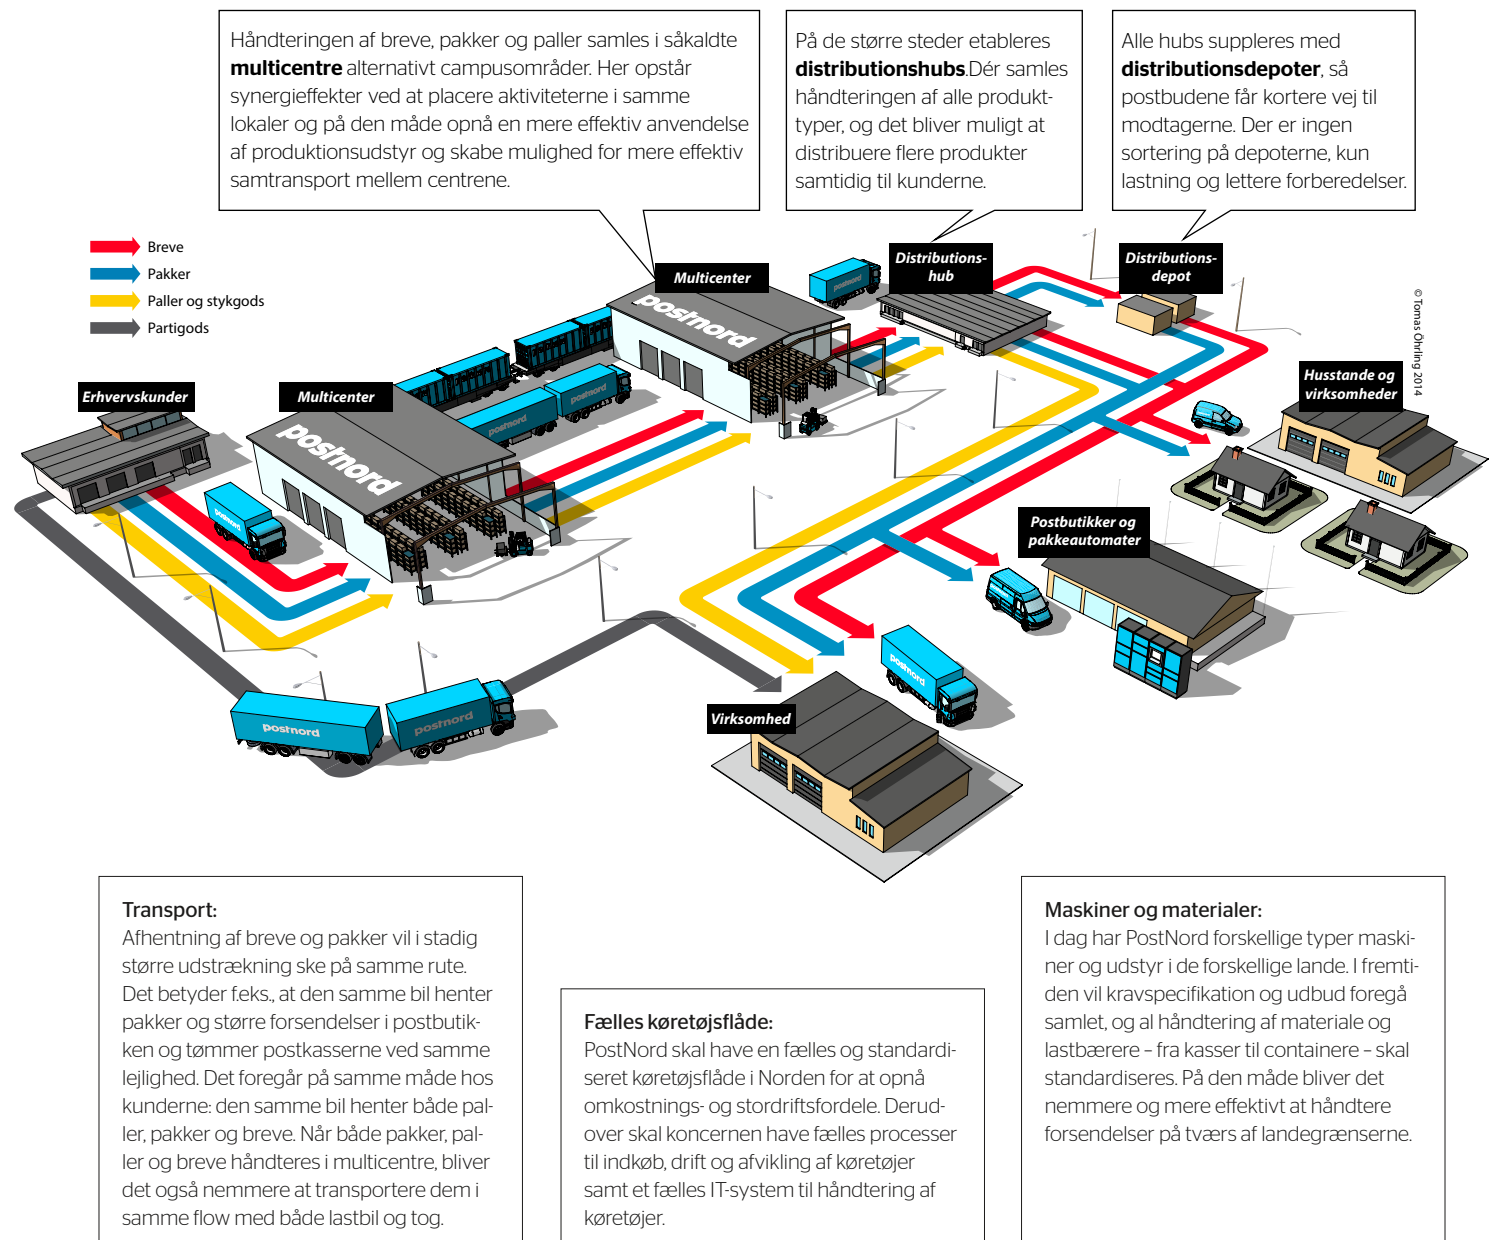 Håndteringen af breve, pakker og paller samles i såkaldte
multicentre alternativt campusområder. Her opstår
synergieffekter ved at placere aktiviteterne i samme
lokaler og på den måde opnå en mere effektiv anvendelse
af produktionsudstyr og skabe mulighed for mere effektiv
samtransport mellem centrene.
På de større steder etableres
distributionshubs.Dér samles
håndteringen af alle produkt-
typer, og det bliver muligt at
distribuere flere produkter
samtidig til kunderne.
Alle hubs suppleres med
distributionsdepoter, så
postbudene får kortere vej til
modtagerne. Der er ingen
sortering på depoterne, kun
lastning og lettere forberedelser.
Breve
Pakker
Paller og stykgods
Partigods
Erhvervskunder
Multicenter
Multicenter
Distributions-
hub
Distributions-
depot
© Tomas Öhrling 2014
Husstande og
virksomheder
Postbutikker og
pakkeautomater
Virksomhed
postnord
postnord
postnord
postnord
postnord
postnord
postnord
postnord
Transport:
Afhentning af breve og pakker vil i stadig
større udstrækning ske på samme rute.
Det betyder f.eks., at den samme bil henter
pakker og større forsendelser i postbutik-
ken og tømmer postkasserne ved samme
lejlighed. Det foregår på samme måde hos
kunderne: den samme bil henter både pal-
ler, pakker og breve. Når både pakker, pal-
ler og breve håndteres i multicentre, bliver
det også nemmere at transportere dem i
samme flow med både lastbil og tog.
Fælles køretøjsflåde:
PostNord skal have en fælles og standardi-
seret køretøjsflåde i Norden for at opnå
omkostnings- og stordriftsfordele. Derud-
over skal koncernen have fælles processer
til indkøb, drift og afvikling af køretøjer
samt et fælles IT-system til håndtering af
køretøjer.
Maskiner og materialer:
I dag har PostNord forskellige typer maski-
ner og udstyr i de forskellige lande. I fremti-
den vil kravspecifikation og udbud foregå
samlet, og al håndtering af materiale og
lastbærere – fra kasser til containere – skal
standardiseres. På den måde bliver det
nemmere og mere effektivt at håndtere
forsendelser på tværs af landegrænserne.